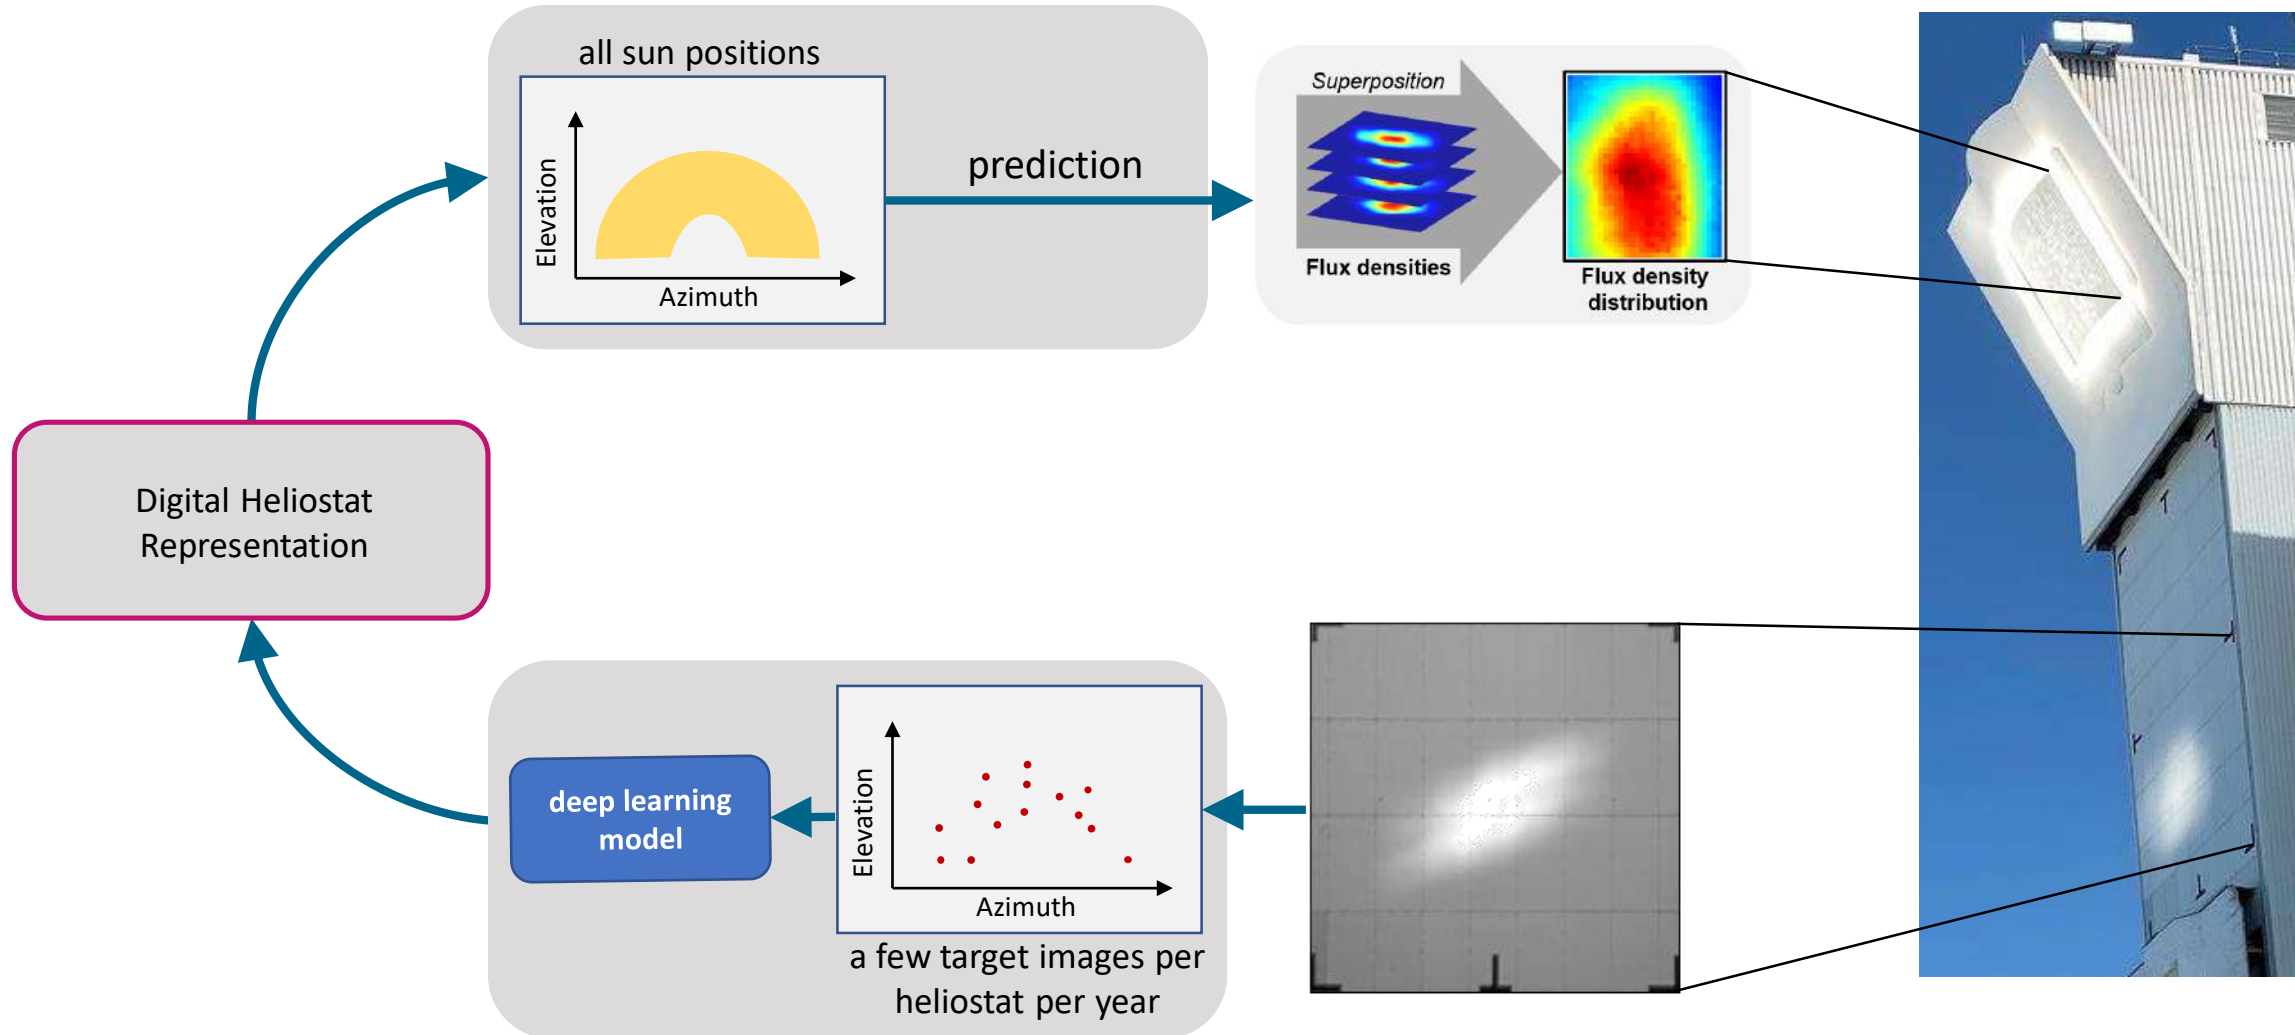 all sun positions
Elevation
Azimuth
prediction
Superposition
Flux densities
Flux density
distribution
Digital Heliostat
Representation
deep learning
model
Elevation
Azimuth
a few target images per
heliostat per year